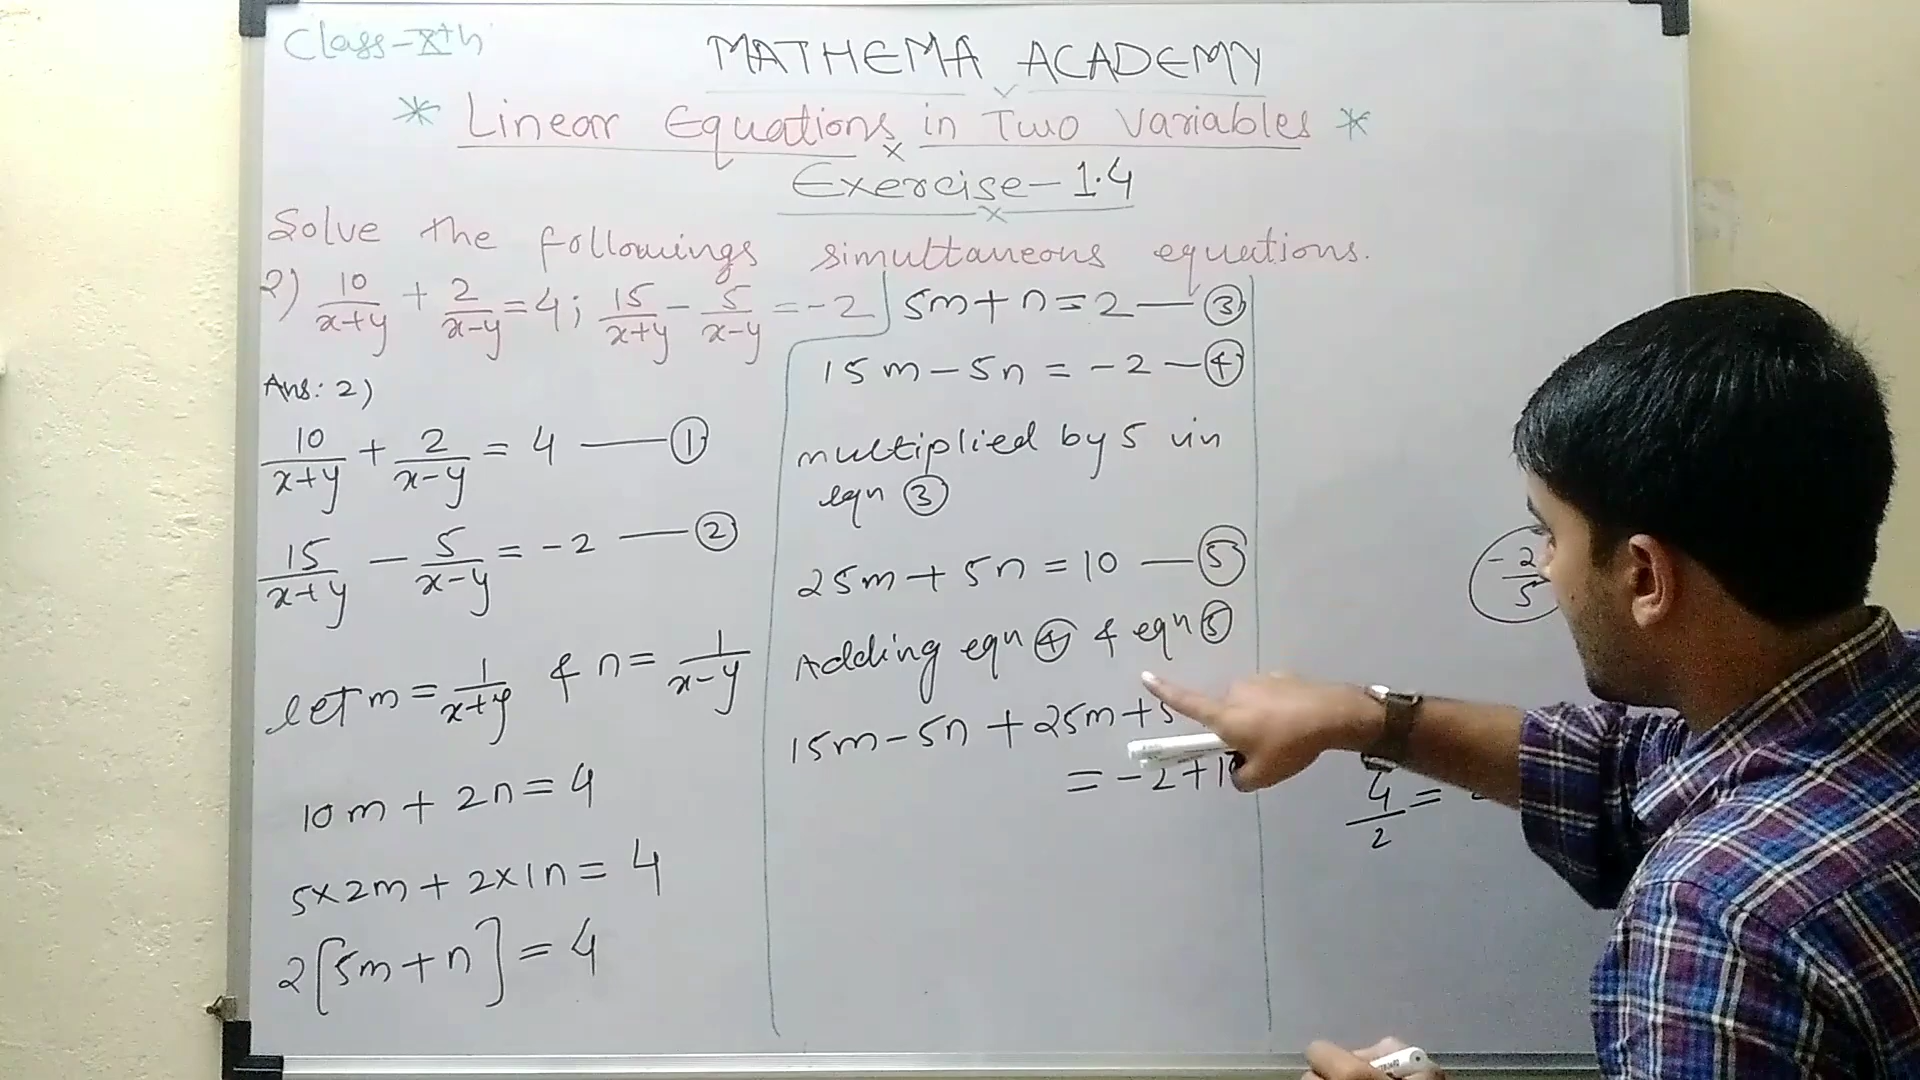 Class-Xth
MATHEMA ACADEMY
* Linear Equations in Two Variables *
Exercise-1.4
Solve the followings simultaneous equations.
2) 10/(x+y) + 2/(x-y) = 4; 15/(x+y) - 5/(x-y) = -2
Ans: 2)
10/(x+y) + 2/(x-y) = 4 — ①
15/(x+y) - 5/(x-y) = -2 — ②
let m = 1/(x+y) & n = 1/(x-y)
10m + 2n = 4
5×2m + 2×1n = 4
2[5m+n] = 4
5m+n=2 — ③
15m-5n=-2 — ④
multiplied by 5 in
eqn ③
25m+5n=10 — ⑤
Adding eqn ④ & eqn ⑤
15m-5n+25m+5
=-2+1
-2/5
4/2 =